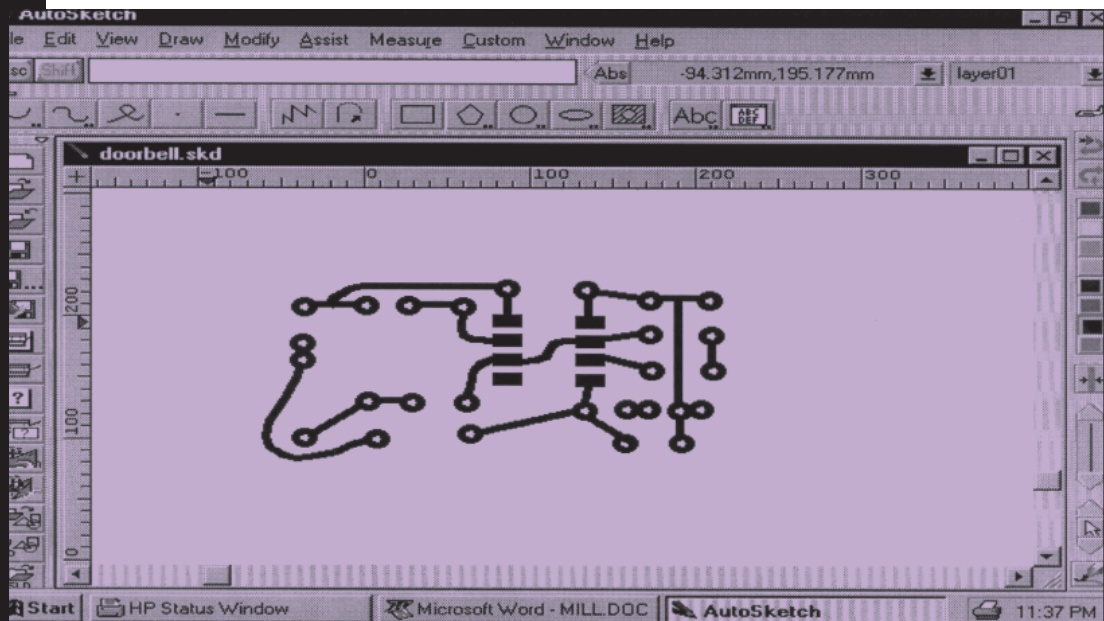 AutoSketch
le Edit View Draw Modify Assist Measure Custom Window Help
sc Shift Abs -94.312mm,195.177mm layer01
Abc ABC DEF
doorbell.skd
-100 0 100 200 300
200
100
0
Start HP Status Window Microsoft Word - MILL.DOC AutoSketch 11:37 PM